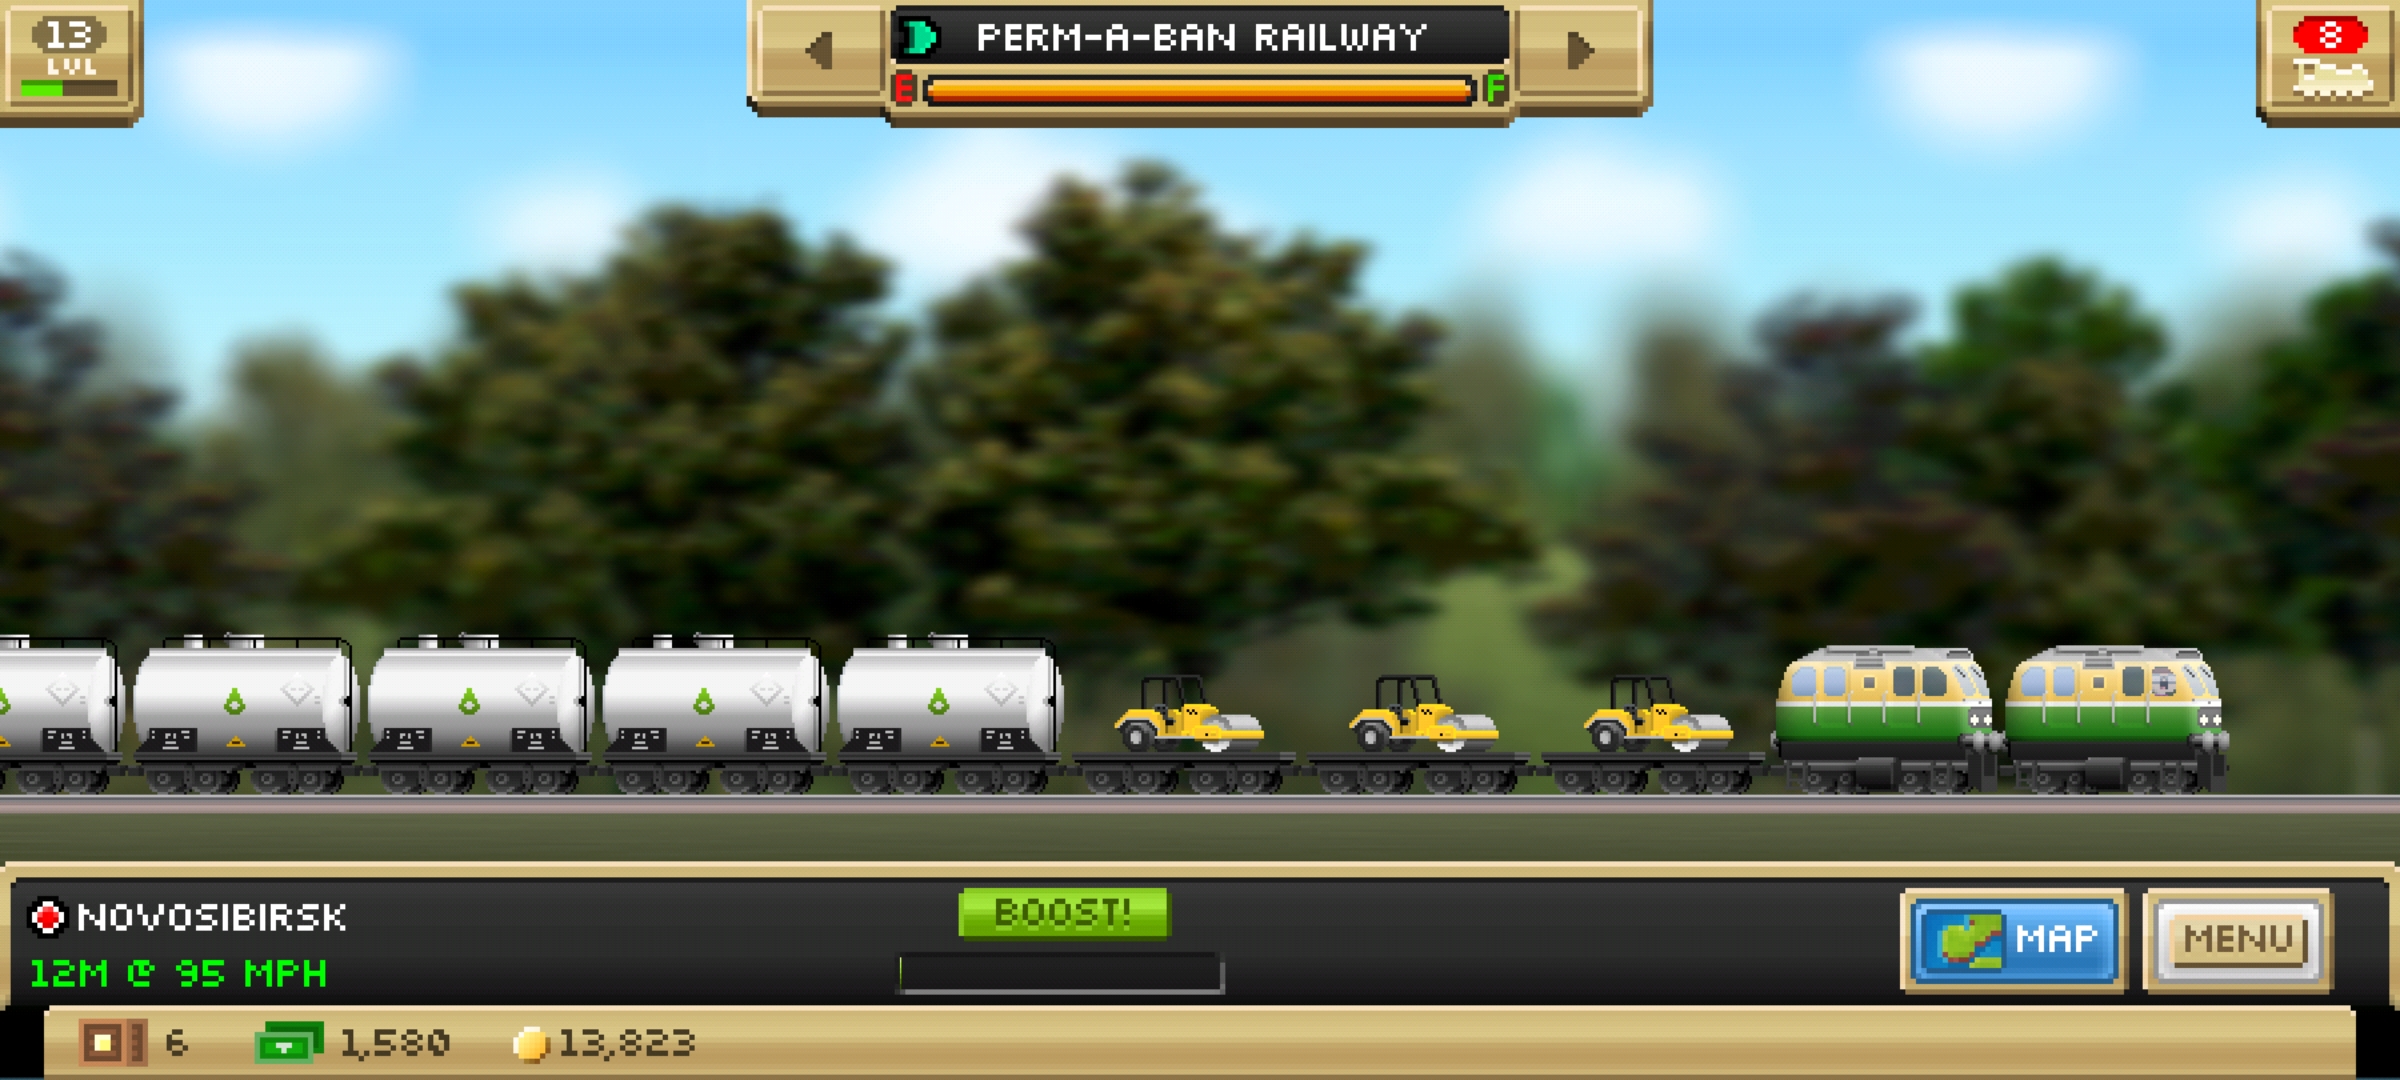 13
LVL
PERM-A-BAN RAILWAY
E F
8
NOVOSIBIRSK
12M @ 95 MPH
BOOST!
MAP
MENU
6
1,580
13,823